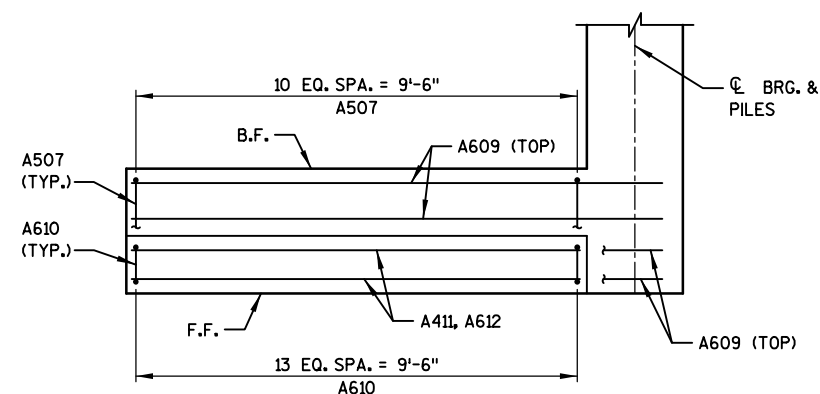 10 EQ. SPA. = 9'-6"
A507
℄ BRG. &
PILES
B.F.
A609 (TOP)
A507
(TYP.)
A610
(TYP.)
F.F.
A411, A612
A609 (TOP)
13 EQ. SPA. = 9'-6"
A610